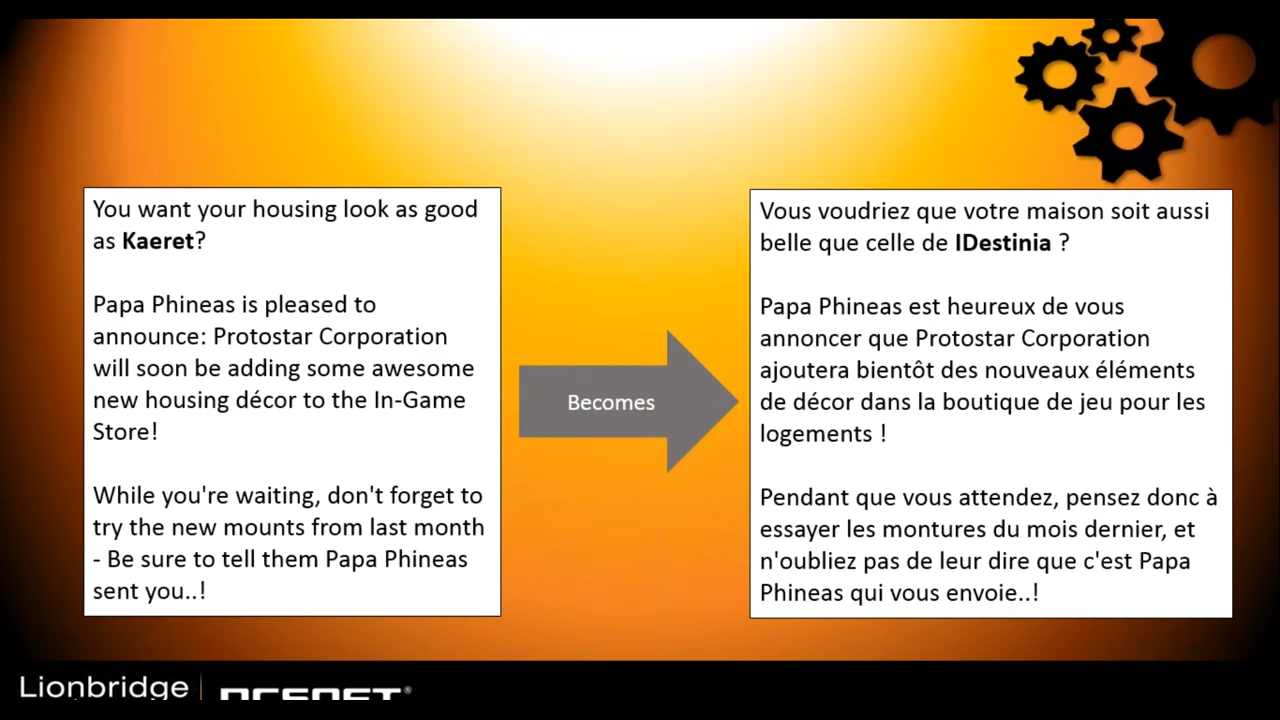 You want your housing look as good
as Kaeret?
Papa Phineas is pleased to
announce: Protostar Corporation
will soon be adding some awesome
new housing décor to the In-Game
Store!
While you're waiting, don't forget to
try the new mounts from last month
- Be sure to tell them Papa Phineas
sent you..!
Becomes
Vous voudriez que votre maison soit aussi
belle que celle de IDestinia ?
Papa Phineas est heureux de vous
annoncer que Protostar Corporation
ajoutera bientôt des nouveaux éléments
de décor dans la boutique de jeu pour les
logements !
Pendant que vous attendez, pensez donc à
essayer les montures du mois dernier, et
n'oubliez pas de leur dire que c'est Papa
Phineas qui vous envoie..!
Lionbridge